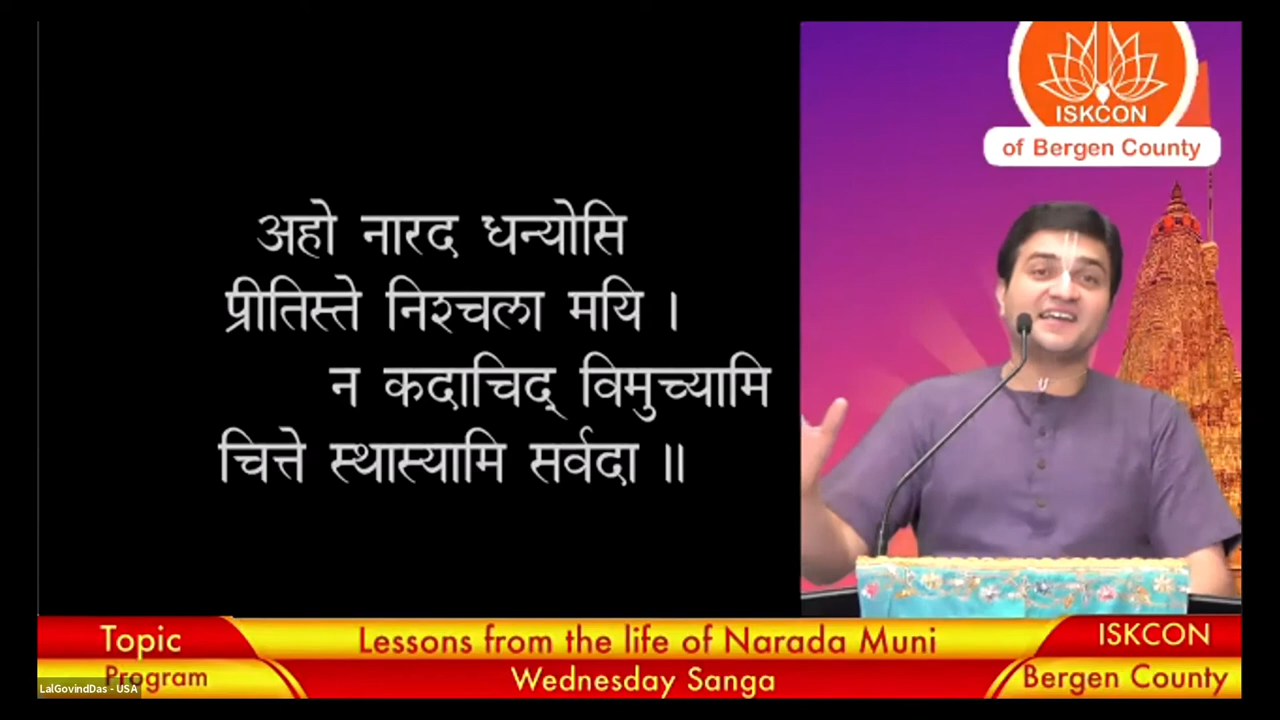 अहो नारद धन्योसि
प्रीतिस्ते निश्चला मयि ।
न कदाचिद् विमुच्यामि
चित्ते स्थास्यामि सर्वदा ॥
ISKCON
of Bergen County
Topic
Lessons from the life of Narada Muni
ISKCON
Program
Wednesday Sanga
Bergen County
LalGovindDas - USA